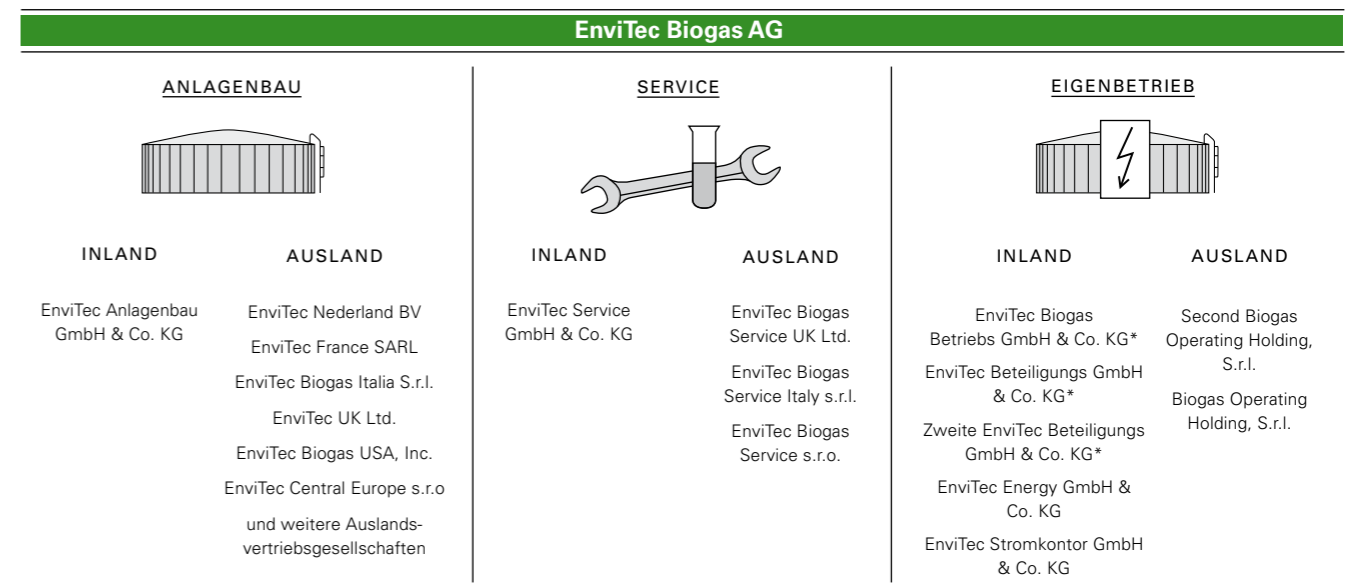 EnviTec Biogas AG
ANLAGENBAU
INLAND
EnviTec Anlagenbau
GmbH & Co. KG
AUSLAND
EnviTec Nederland BV
EnviTec France SARL
EnviTec Biogas Italia S.r.l.
EnviTec UK Ltd.
EnviTec Biogas USA, Inc.
EnviTec Central Europe s.r.o
und weitere Auslands-
vertriebsgesellschaften
SERVICE
INLAND
EnviTec Service
GmbH & Co. KG
AUSLAND
EnviTec Biogas
Service UK Ltd.
EnviTec Biogas
Service Italy s.r.l.
EnviTec Biogas
Service s.r.o.
EIGENBETRIEB
INLAND
EnviTec Biogas
Betriebs GmbH & Co. KG*
EnviTec Beteiligungs GmbH
& Co. KG*
Zweite EnviTec Beteiligungs
GmbH & Co. KG*
EnviTec Energy GmbH &
Co. KG
EnviTec Stromkontor GmbH
& Co. KG
AUSLAND
Second Biogas
Operating Holding,
S.r.l.
Biogas Operating
Holding, S.r.l.